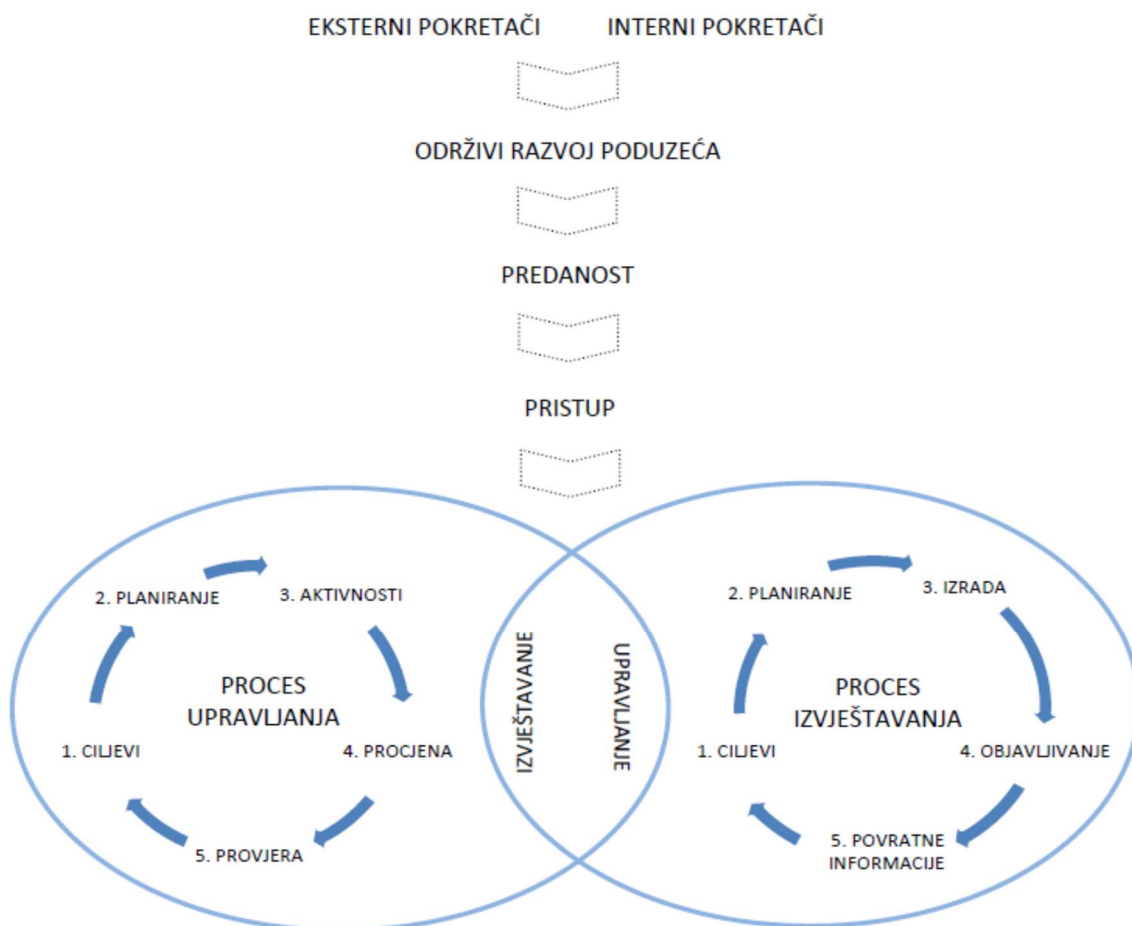 EKSTERNI POKRETAČI INTERNI POKRETAČI
ODRŽIVI RAZVOJ PODUZEĆA
PREDANOST
PRISTUP
2. PLANIRANJE
3. AKTIVNOSTI
PROCES
UPRAVLJANJA
1. CILJEVI
4. PROCJENA
5. PROVJERA
IZVJEŠTAVANJE
UPRAVLJANJE
2. PLANIRANJE
3. IZRADA
PROCES
IZVJEŠTAVANJA
1. CILJEVI
4. OBJAVLJIVANJE
5. POVRATNE
INFORMACIJE